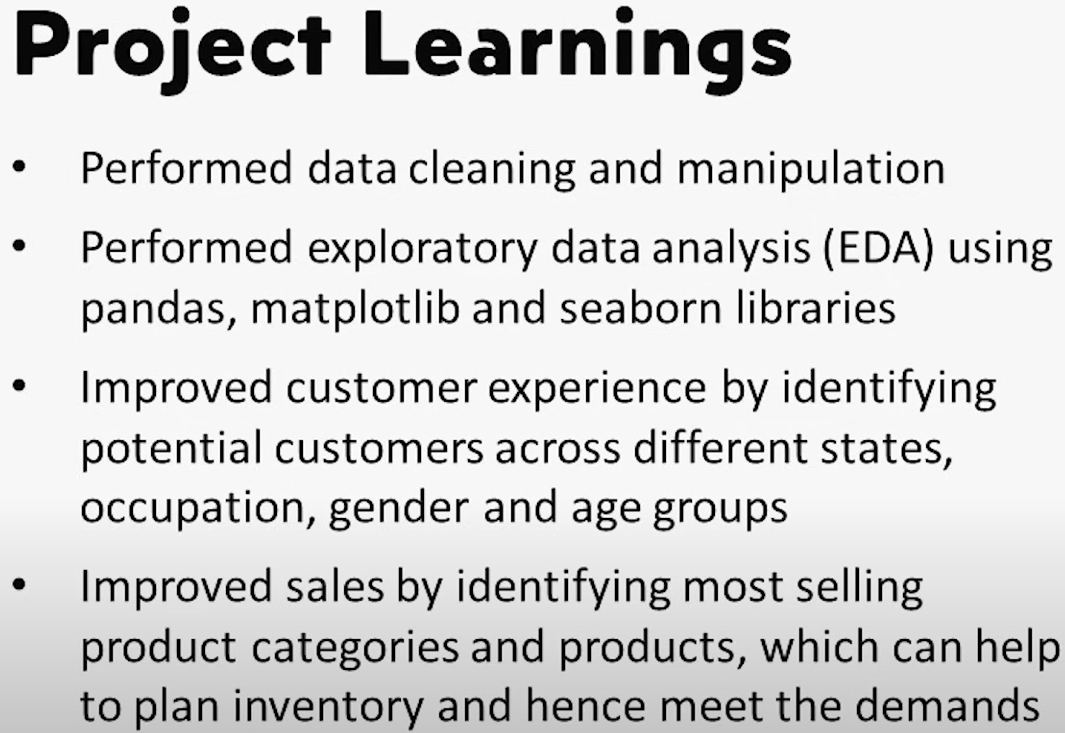 Project Learnings
• Performed data cleaning and manipulation
• Performed exploratory data analysis (EDA) using
pandas, matplotlib and seaborn libraries
• Improved customer experience by identifying
potential customers across different states,
occupation, gender and age groups
• Improved sales by identifying most selling
product categories and products, which can help
to plan inventory and hence meet the demands